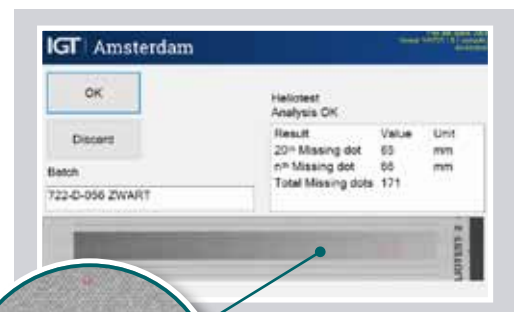 IGT Amsterdam
OK
Discard
Batch
722-D-056 ZWART
Heliotest
Analysis OK
Result Value Unit
20th Missing dot 65 mm
nth Missing dot 66 mm
Total Missing dots 171